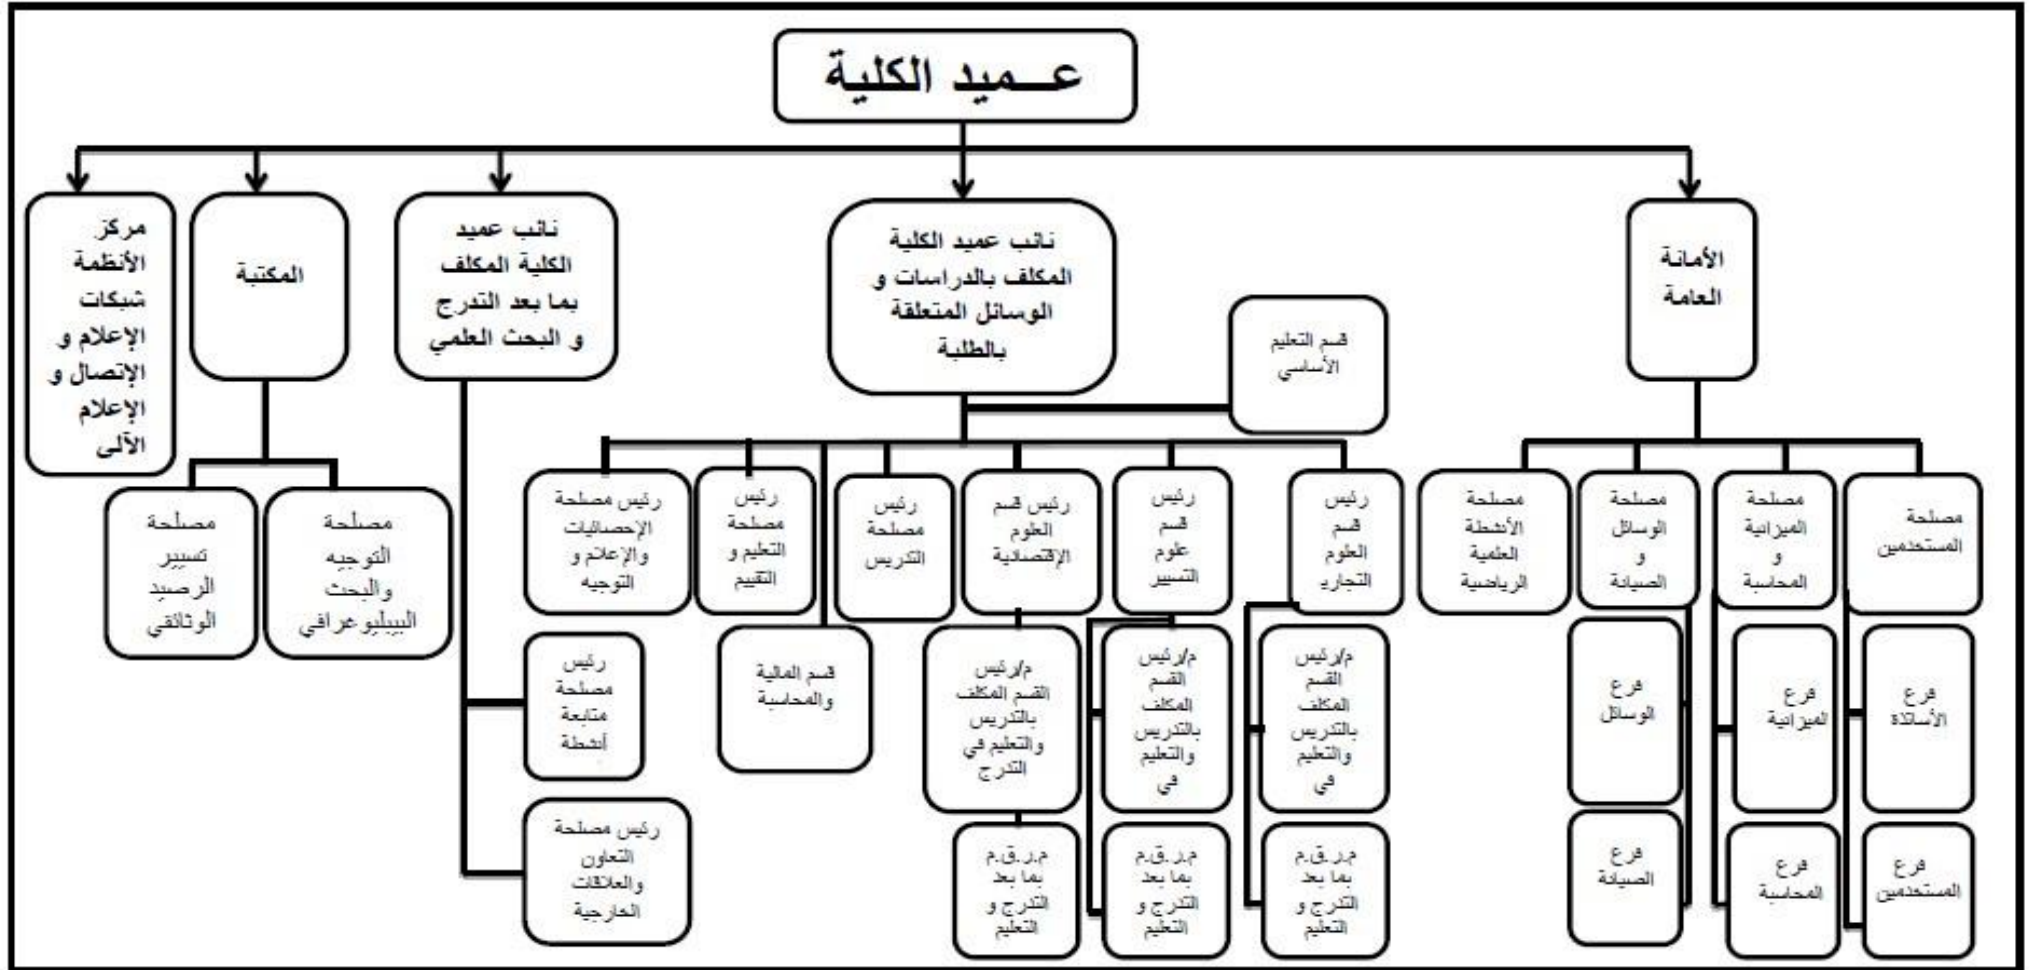 عـــميد الكلية
الأمانة
العامة
نائب عميد الكلية
المكلف بالدراسات و
الوسائل المتعلقة
بالطلبة
نائب عميد
الكلية المكلف
بما بعد التدرج
و البحث العلمي
المكتبة
مركز
الأنظمة
شبكات
الإعلام و
الإتصال و
الإعلام
الآلى
قسم التعليم
الأساسي
مصلحة
المستخدمين
مصلحة
الميزانية
و
المحاسبة
مصلحة
الوسائل
و
الصيانة
مصلحة
الأنشطة
العلمية
الرياضية
رئيس
قسم
العلوم
التجاريـ
رئيس
قسم
علوم
التسيير
رئيس قسم
العلوم
الإقتصادية
رئيس
مصلحة
التدريس
رئيس
مصلحة
التعليم و
التقييم
رئيس مصلحة
الإحصائيات
والإعلام و
التوجيه
مصلحة
التوجيه
والبحث
البيبليوغرافي
مصلحة
تسيير
الرصيد
الوثائقي
فرع
الأساتذة
فرع
الميزانية
فرع
الوسائل
م/رئيس
القسم
المكلف
بالتدريس
والتعليم
في
م/رئيس
القسم
المكلف
بالتدريس
والتعليم
في
م/رئيس
القسم المكلف
بالتدريس
والتعليم في
التدرج
قسم المالية
والمحاسبة
رئيس
مصلحة
متابعة
أنشطة
فرع
المستخدمين
فرع
المحاسبة
فرع
الصيانة
م.ر.ق.م
بما بعد
التدرج و
التعليم
م.ر.ق.م
بما بعد
التدرج و
التعليم
م.ر.ق.م
بما بعد
التدرج و
التعليم
رئيس مصلحة
التعاون
والعلاقات
الخارجية